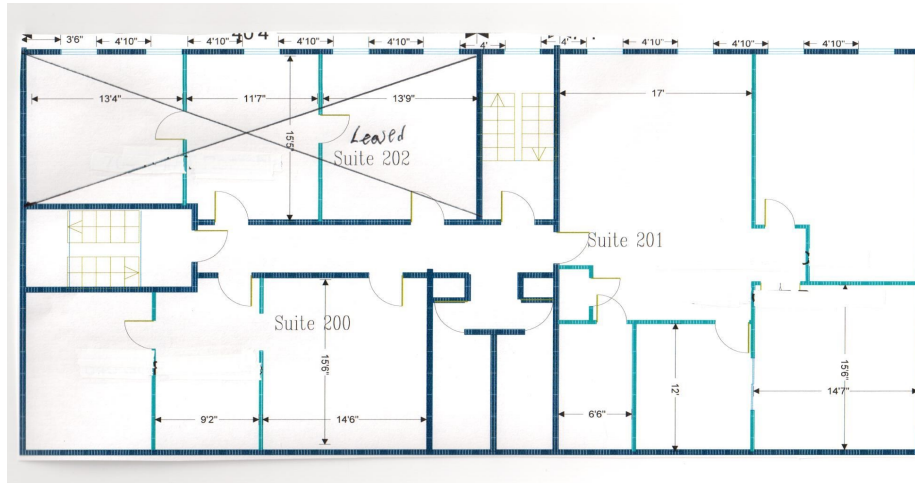 3'6" 4'10" 4'10" 4'10" 4'10" 4' 4' 4'10" 4'10" 4'10"
13'4" 11'7" 13'9" 17'
15'5"
Leased
Suite 202
Suite 201
Suite 200
15'6" 12' 15'6"
9'2" 14'6" 6'6" 14'7"